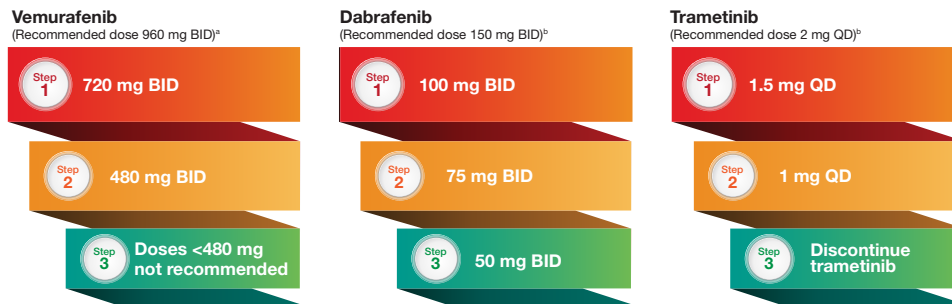 Vemurafenib
(Recommended dose 960 mg BID)ᵃ
Step
1
720 mg BID
Step
2
480 mg BID
Step
3
Doses <480 mg
not recommended
Dabrafenib
(Recommended dose 150 mg BID)ᵇ
Step
1
100 mg BID
Step
2
75 mg BID
Step
3
50 mg BID
Trametinib
(Recommended dose 2 mg QD)ᵇ
Step
1
1.5 mg QD
Step
2
1 mg QD
Step
3
Discontinue
trametinib